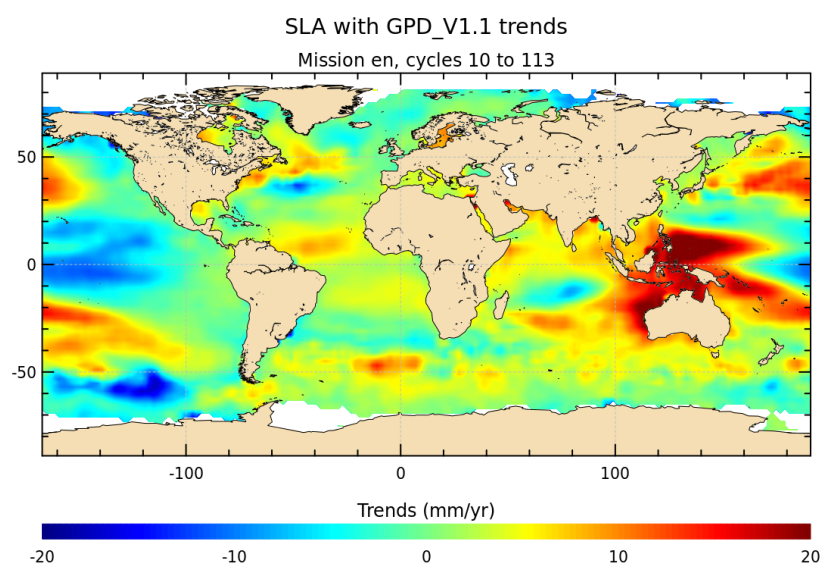 SLA with GPD_V1.1 trends
Mission en, cycles 10 to 113
50
0
-50
-100 0 100
Trends (mm/yr)
-20 -10 0 10 20